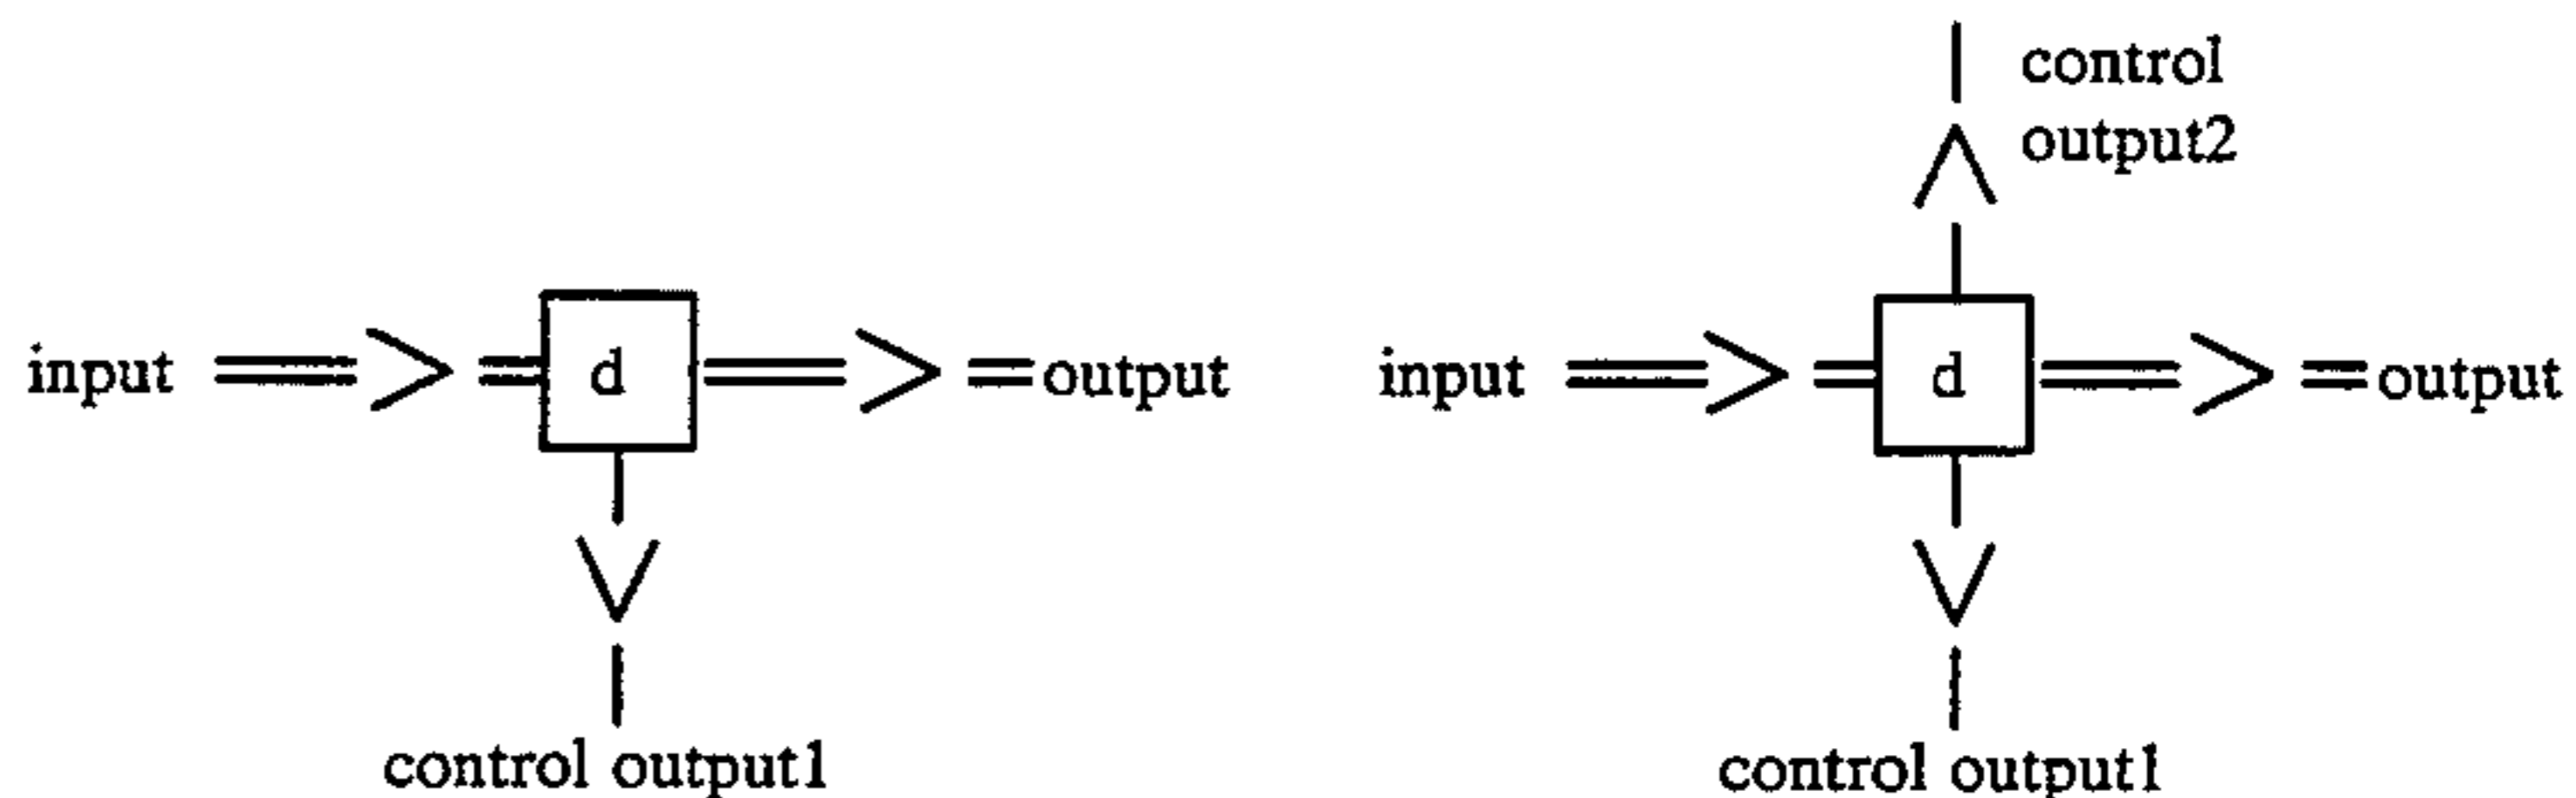 input
d
output
control output1
control
output2
input
d
output
control output1